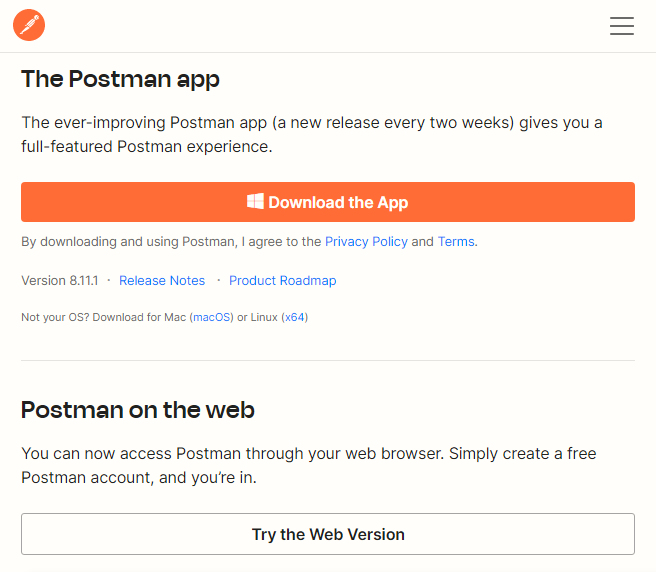 The Postman app
The ever-improving Postman app (a new release every two weeks) gives you a
full-featured Postman experience.
Download the App
By downloading and using Postman, I agree to the Privacy Policy and Terms.
Version 8.11.1 · Release Notes · Product Roadmap
Not your OS? Download for Mac (macOS) or Linux (x64)
Postman on the web
You can now access Postman through your web browser. Simply create a free
Postman account, and you’re in.
Try the Web Version